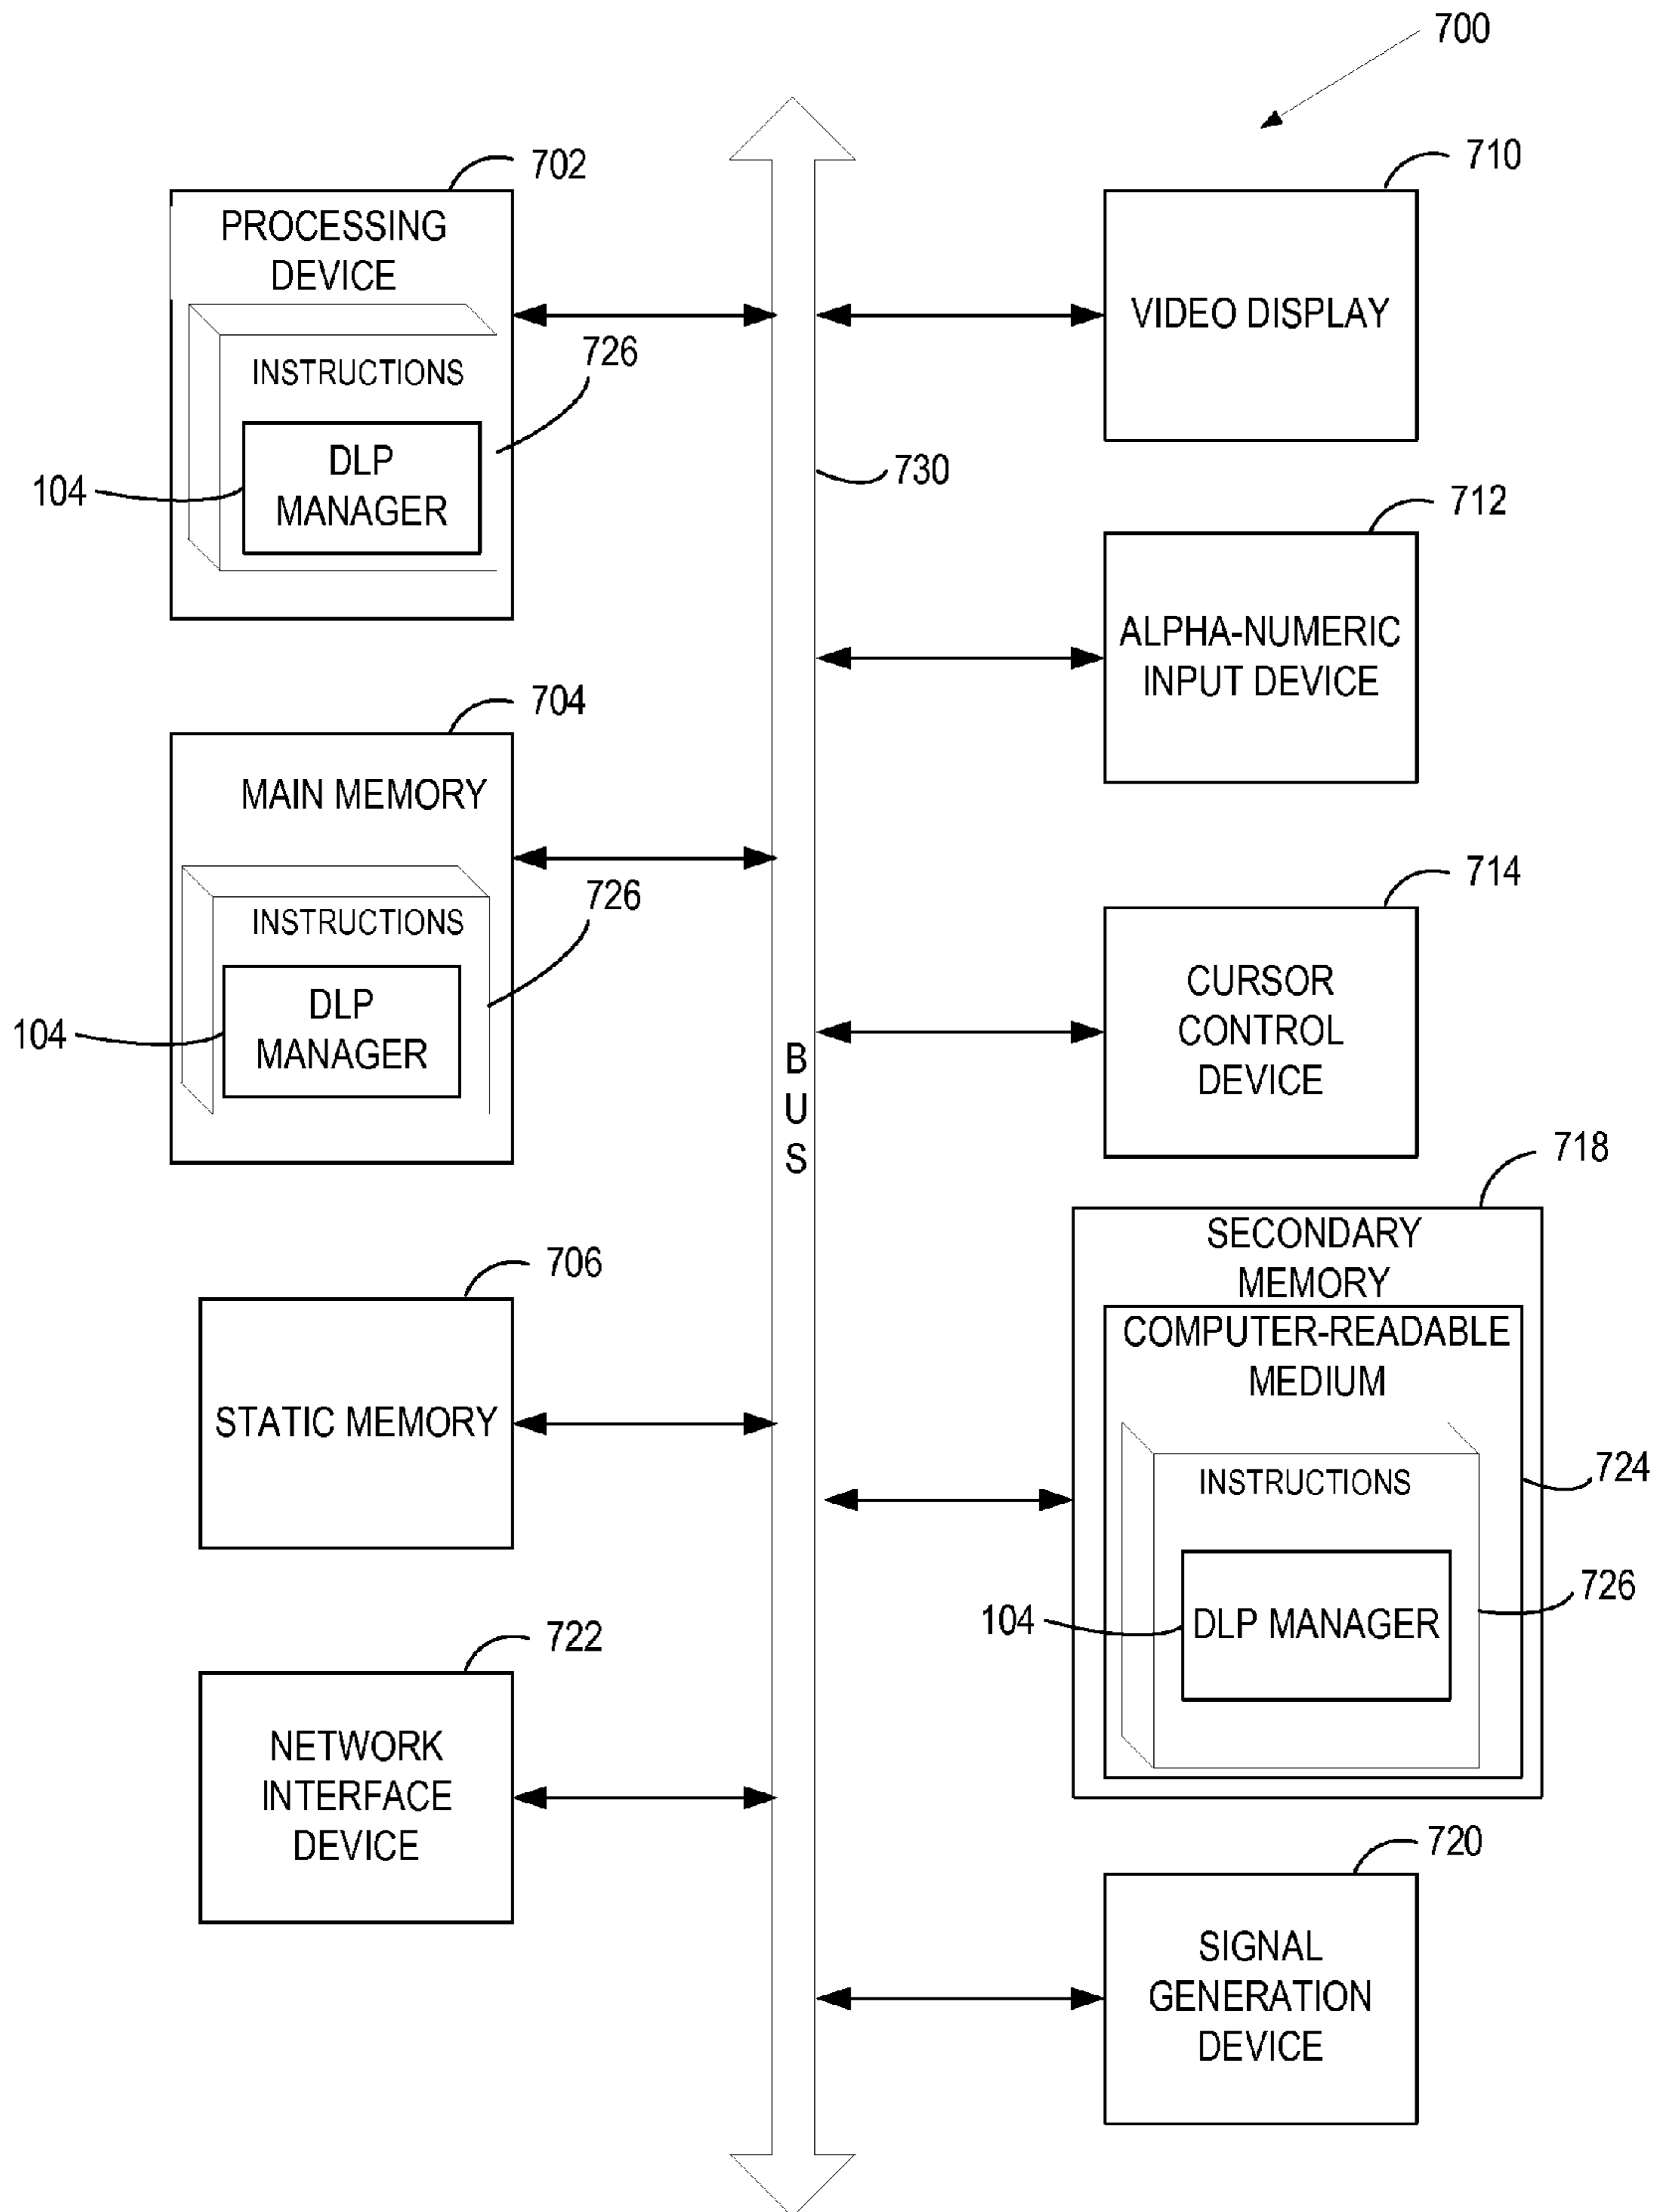 700
702
PROCESSING
DEVICE
INSTRUCTIONS
726
DLP
MANAGER
104
704
MAIN MEMORY
INSTRUCTIONS
726
DLP
MANAGER
104
706
STATIC MEMORY
722
NETWORK
INTERFACE
DEVICE
730
B
U
S
710
VIDEO DISPLAY
712
ALPHA-NUMERIC
INPUT DEVICE
714
CURSOR
CONTROL
DEVICE
718
SECONDARY
MEMORY
COMPUTER-READABLE
MEDIUM
724
INSTRUCTIONS
726
104
DLP MANAGER
720
SIGNAL
GENERATION
DEVICE